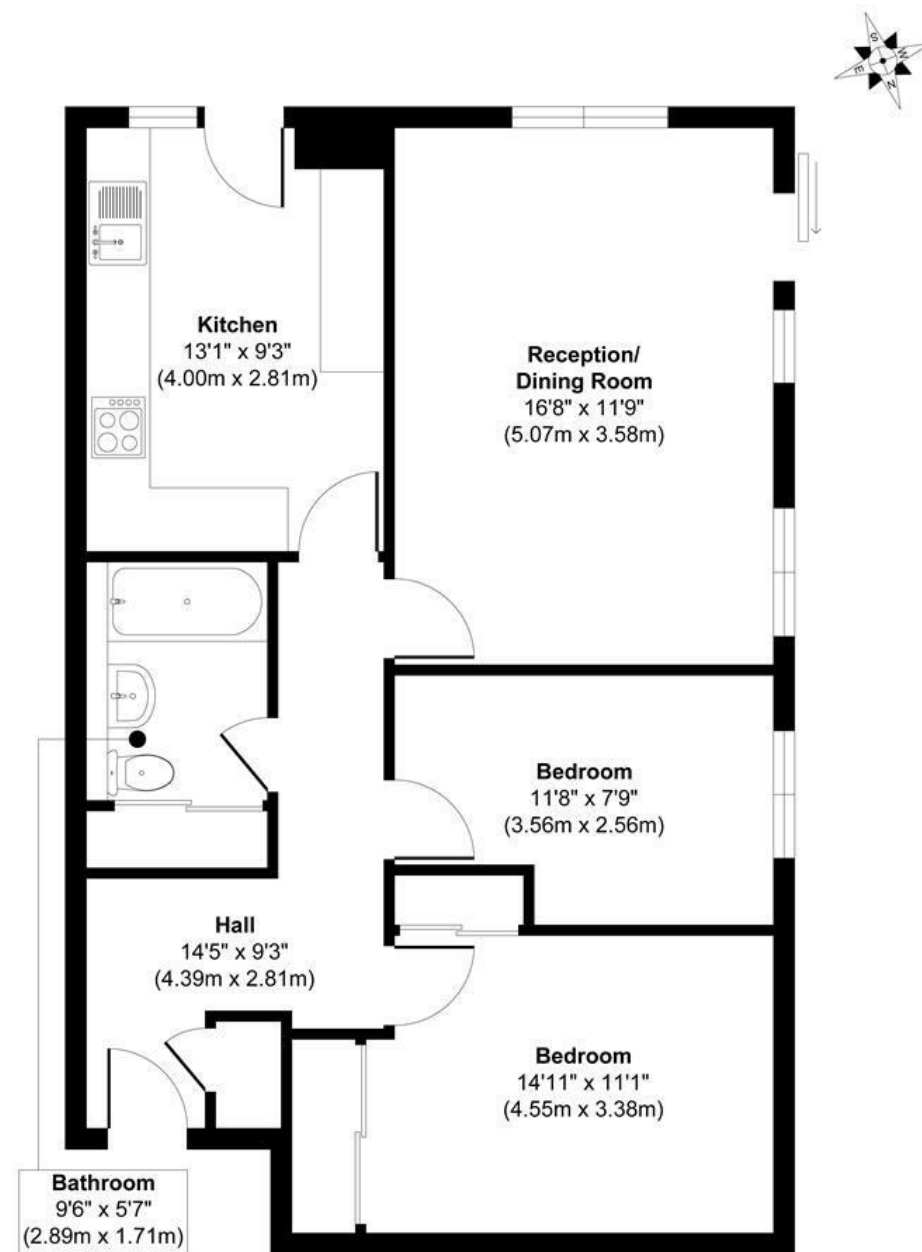 S
W
E
N
Kitchen
13'1" x 9'3"
(4.00m x 2.81m)
Reception/
Dining Room
16'8" x 11'9"
(5.07m x 3.58m)
Bedroom
11'8" x 7'9"
(3.56m x 2.56m)
Hall
14'5" x 9'3"
(4.39m x 2.81m)
Bedroom
14'11" x 11'1"
(4.55m x 3.38m)
Bathroom
9'6" x 5'7"
(2.89m x 1.71m)